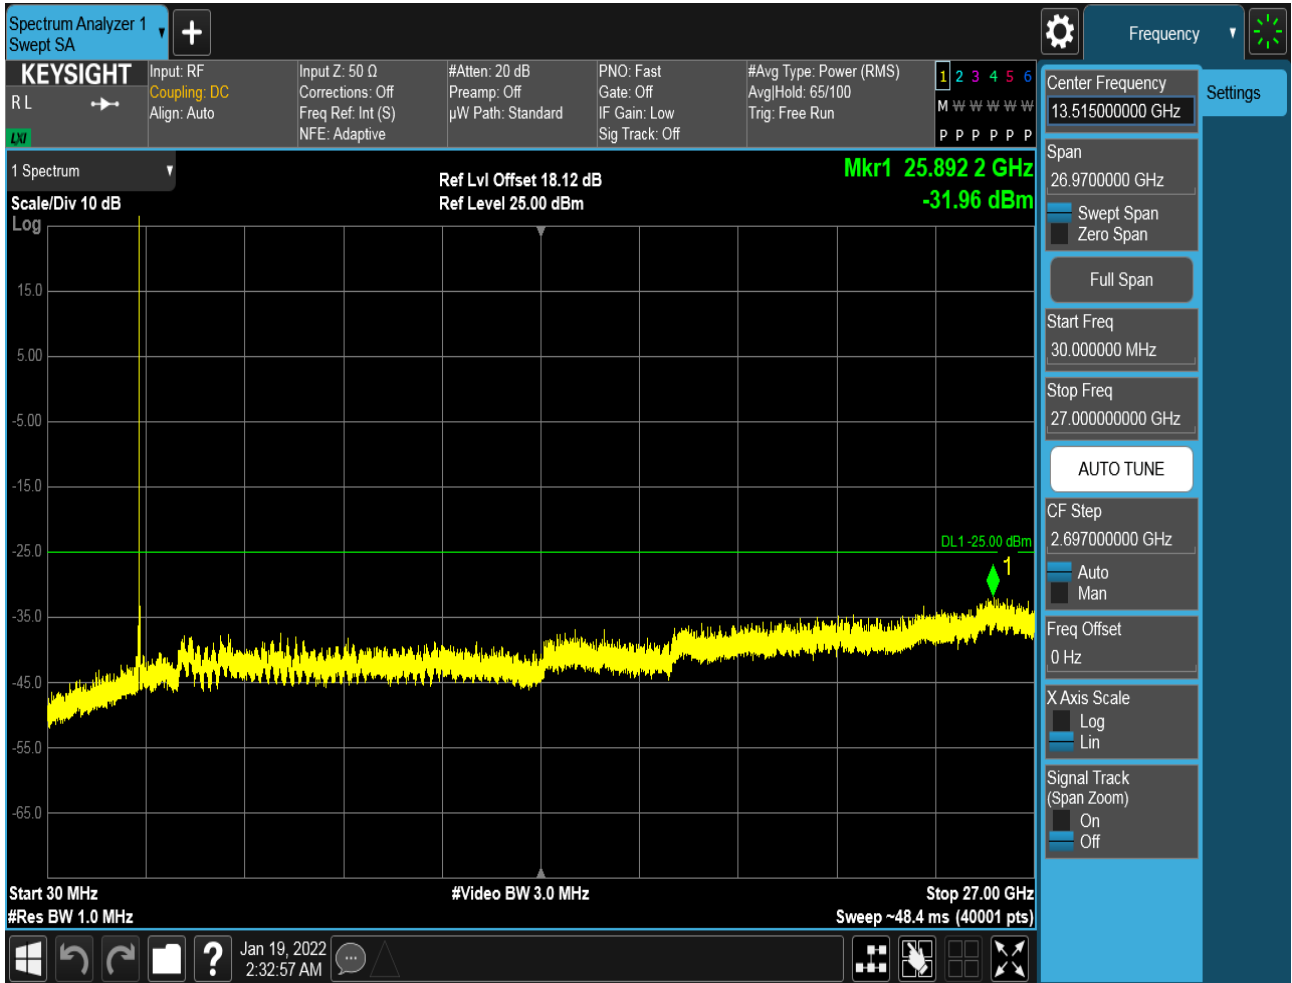 Spectrum Analyzer 1
Swept SA
Frequency
KEYSIGHT
R L
LXI
Input: RF
Coupling: DC
Align: Auto
Input Z: 50 Ω
Corrections: Off
Freq Ref: Int (S)
NFE: Adaptive
#Atten: 20 dB
Preamp: Off
µW Path: Standard
PNO: Fast
Gate: Off
IF Gain: Low
Sig Track: Off
#Avg Type: Power (RMS)
Avg|Hold: 65/100
Trig: Free Run
1 2 3 4 5 6
M W W W W W
P P P P P P
1 Spectrum
Scale/Div 10 dB
Log
Ref Lvl Offset 18.12 dB
Ref Level 25.00 dBm
Mkr1 25.892 2 GHz
-31.96 dBm
15.0
5.00
-5.00
-15.0
-25.0
-35.0
-45.0
-55.0
-65.0
DL1 -25.00 dBm
1
Start 30 MHz
#Res BW 1.0 MHz
#Video BW 3.0 MHz
Stop 27.00 GHz
Sweep ~48.4 ms (40001 pts)
Center Frequency
13.515000000 GHz
Span
26.9700000 GHz
Swept Span
Zero Span
Full Span
Start Freq
30.000000 MHz
Stop Freq
27.000000000 GHz
AUTO TUNE
CF Step
2.697000000 GHz
Auto
Man
Freq Offset
0 Hz
X Axis Scale
Log
Lin
Signal Track
(Span Zoom)
On
Off
Settings
?
Jan 19, 2022
2:32:57 AM